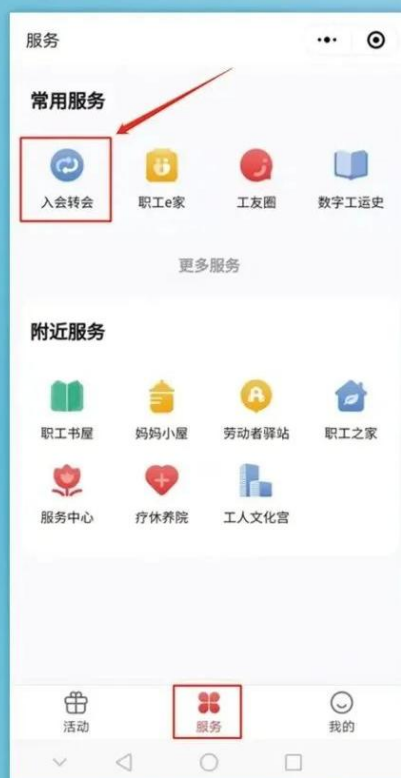 服务
常用服务
入会转会 职工e家 工友圈 数字工运史
更多服务
附近服务
职工书屋 妈妈小屋 劳动者驿站 职工之家
服务中心 疗休养院 工人文化宫
活动 服务 我的